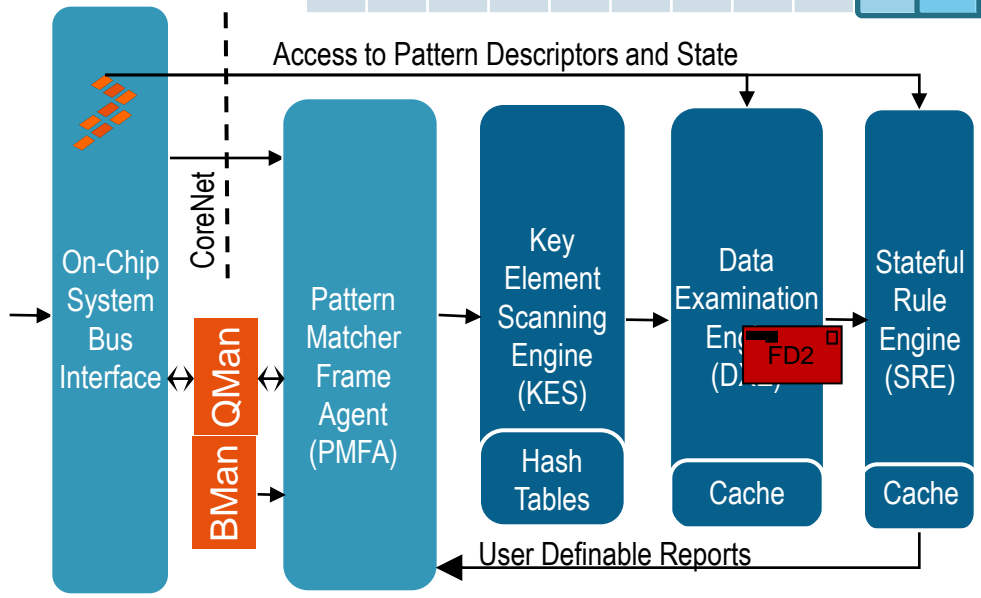 Access to Pattern Descriptors and State
CoreNet
On-Chip
System
Bus
Interface
QMan
BMan
Pattern
Matcher
Frame
Agent
(PMFA)
Key
Element
Scanning
Engine
(KES)
Hash
Tables
Data
Examination
FD2
Cache
Stateful
Rule
Engine
(SRE)
Cache
User Definable Reports